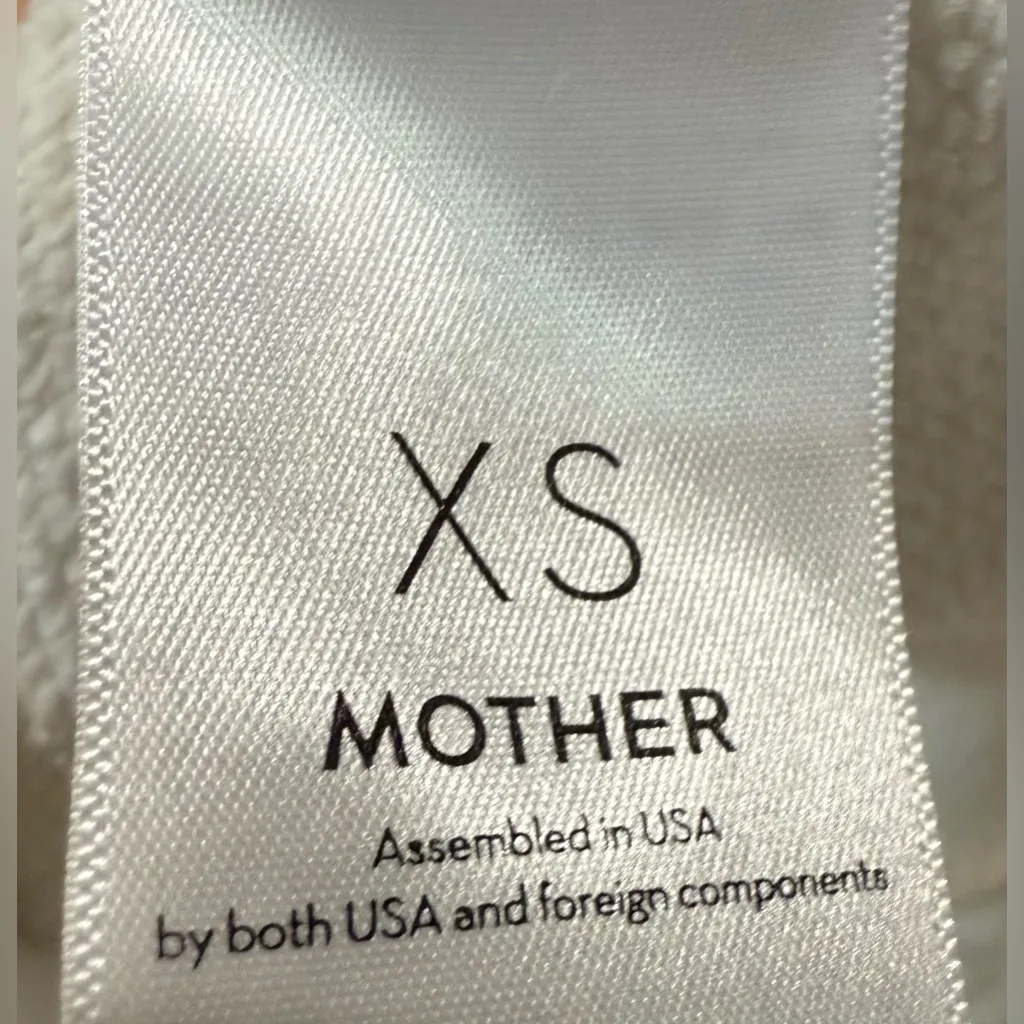 XS
MOTHER
Assembled in USA
by both USA and foreign components